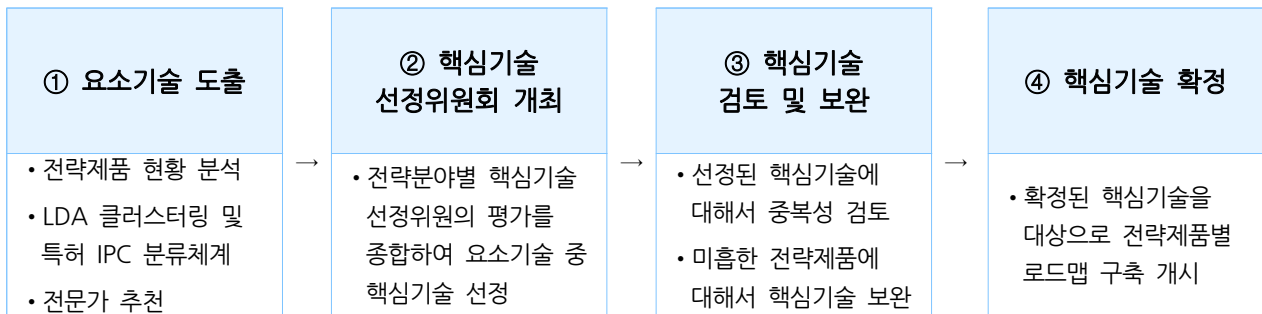 ① 요소기술 도출
• 전략제품 현황 분석
• LDA 클러스터링 및
특허 IPC 분류체계
• 전문가 추천
→
② 핵심기술
선정위원회 개최
• 전략분야별 핵심기술
선정위원의 평가를
종합하여 요소기술 중
핵심기술 선정
→
③ 핵심기술
검토 및 보완
• 선정된 핵심기술에
대해서 중복성 검토
• 미흡한 전략제품에
대해서 핵심기술 보완
→
④ 핵심기술 확정
• 확정된 핵심기술을
대상으로 전략제품별
로드맵 구축 개시